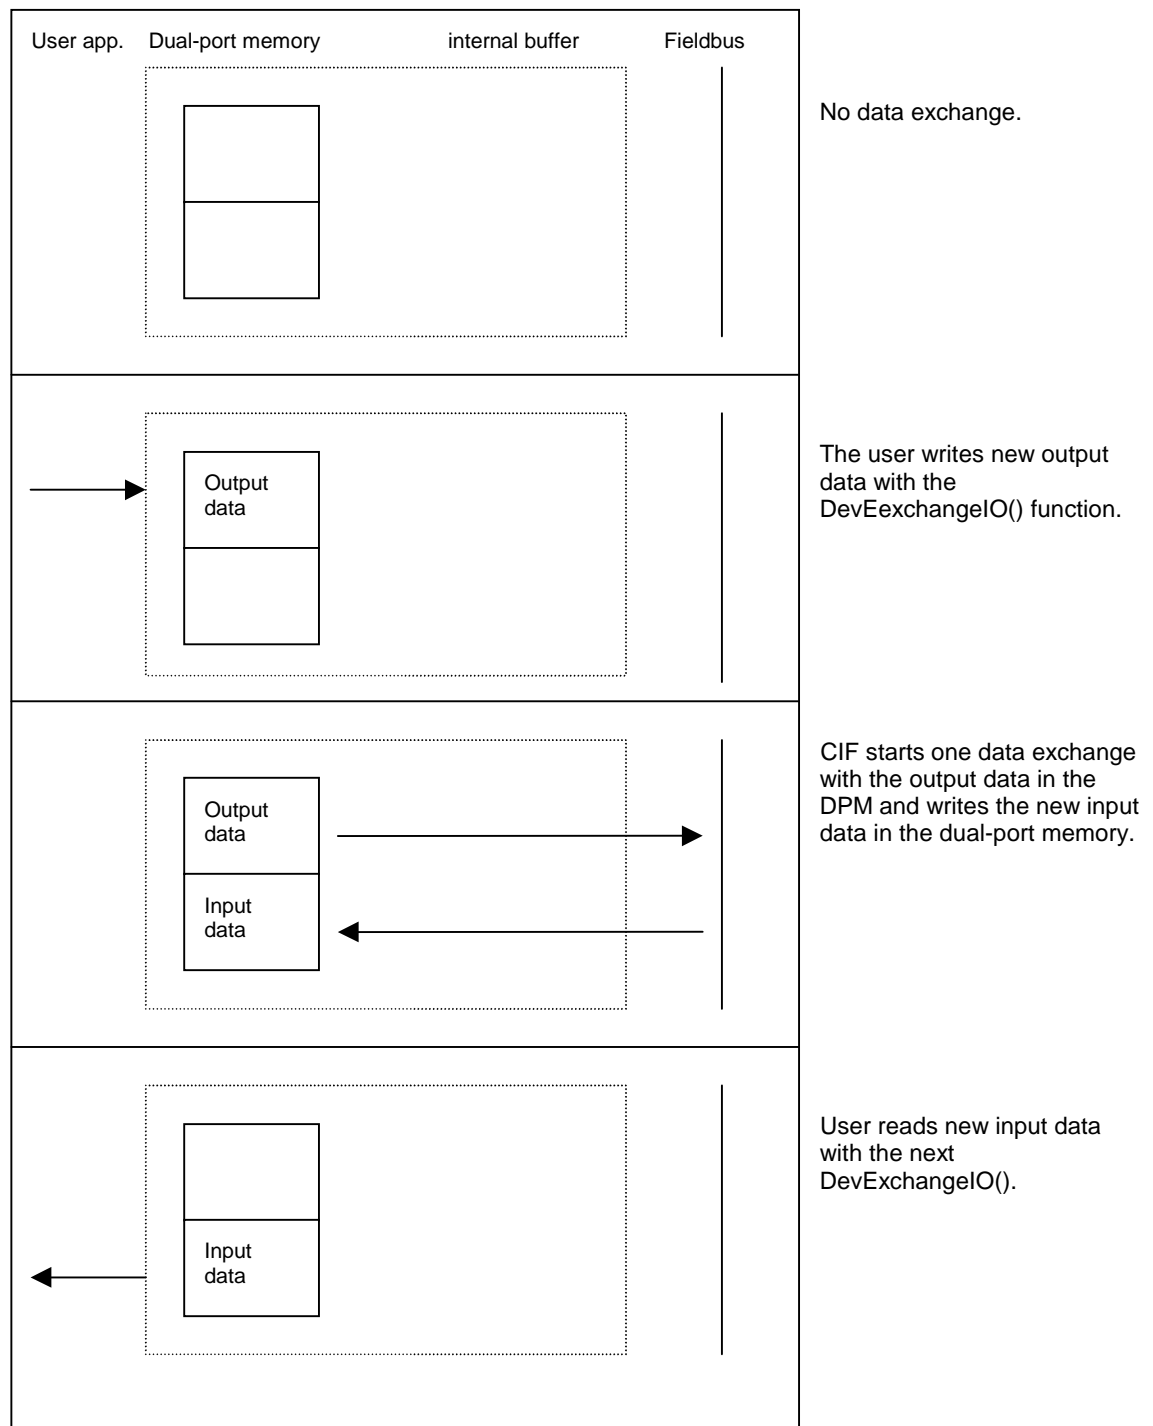 User app. Dual-port memory internal buffer Fieldbus
No data exchange.
Output
data
The user writes new output
data with the
DevEexchangeIO() function.
Output
data
Input
data
CIF starts one data exchange
with the output data in the
DPM and writes the new input
data in the dual-port memory.
Input
data
User reads new input data
with the next
DevExchangeIO().